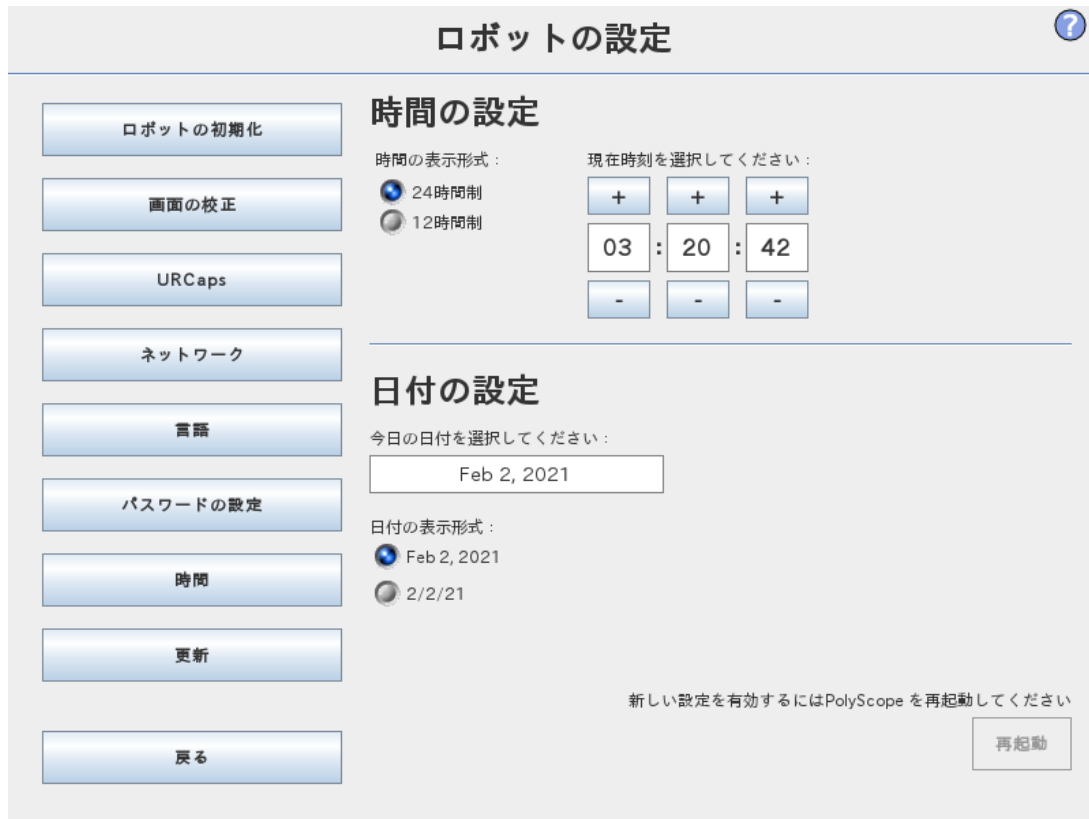 ロボットの設定
?
ロボットの初期化
画面の校正
URCaps
ネットワーク
言語
パスワードの設定
時間
更新
戻る
時間の設定
時間の表示形式：
24時間制
12時間制
現在時刻を選択してください：
+ + +
03 : 20 : 42
- - -
日付の設定
今日の日付を選択してください：
Feb 2, 2021
日付の表示形式：
Feb 2, 2021
2/2/21
新しい設定を有効するにはPolyScope を再起動してください
再起動